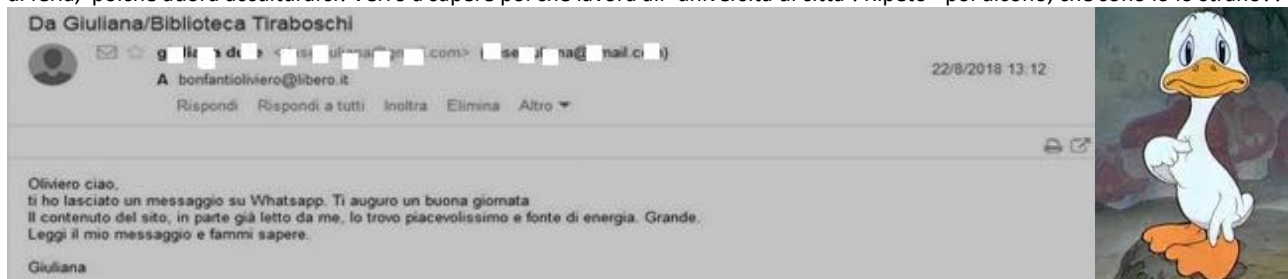 Da Giuliana/Biblioteca Tiraboschi
A bonfantioliviero@libero.it
22/8/2018 13:12
Rispondi Rispondi a tutti Inoltra Elimina Altro
Oliviero ciao,
ti ho lasciato un messaggio su Whatsapp. Ti auguro un buona giornata
Il contenuto del sito, in parte già letto da me, lo trovo piacevolissimo e fonte di energia. Grande.
Leggi il mio messaggio e fammi sapere.
Giuliana